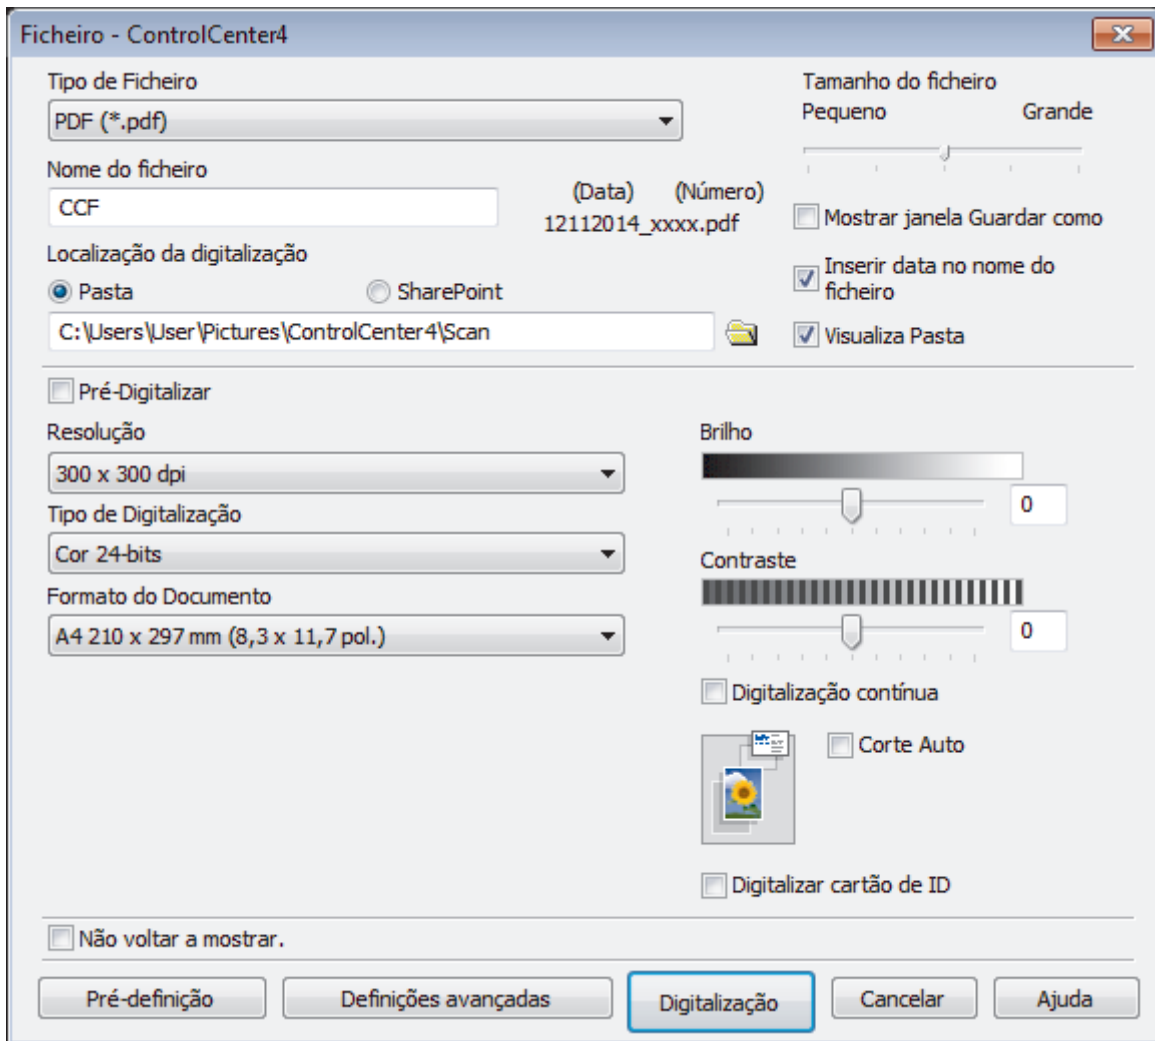 Ficheiro - ControlCenter4
Tipo de Ficheiro
PDF (*.pdf)
Tamanho do ficheiro
Pequeno Grande
Nome do ficheiro
CCF
(Data) (Número)
12112014_xxxx.pdf
Mostrar janela Guardar como
Localização da digitalização
Pasta SharePoint
Inserir data no nome do
ficheiro
C:\Users\User\Pictures\ControlCenter4\Scan
Visualiza Pasta
Pré-Digitalizar
Resolução
300 x 300 dpi
Tipo de Digitalização
Cor 24-bits
Formato do Documento
A4 210 x 297 mm (8,3 x 11,7 pol.)
Brilho
0
Contraste
0
Digitalização contínua
Corte Auto
Digitalizar cartão de ID
Não voltar a mostrar.
Pré-definição Definições avançadas Digitalização Cancelar Ajuda